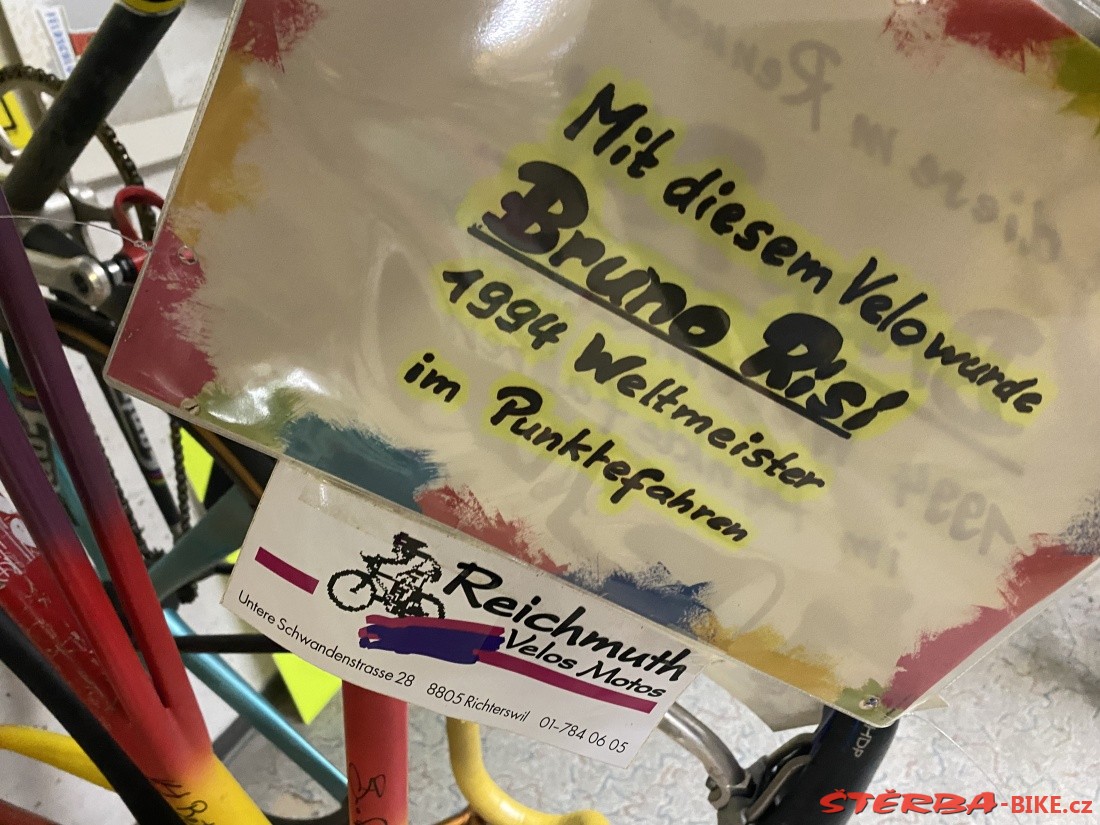 Mit diesem Velo wurde
Bruno Risi
1994 Weltmeister
im Punktefahren
Reichmuth
Velos Motos
Untere Schwandenstrasse 28 8805 Richterswil 01-784 06 05
HDP
ŠTĚRBA-BIKE.cz